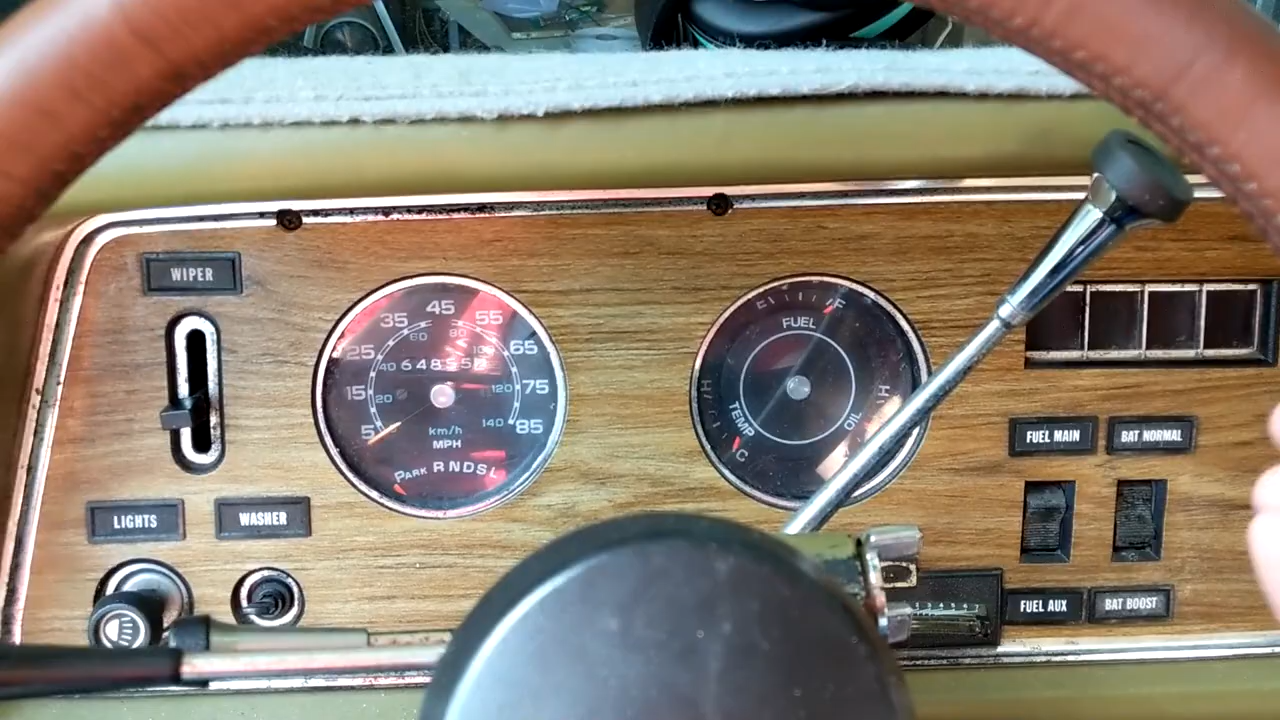 WIPER
45
35 55
60 80
25 65
40 100
15 75
20 120
5 140 85
km/h
MPH
PARK R N D S L
E F
FUEL
H H
TEMP OIL
C
FUEL MAIN BAT NORMAL
LIGHTS WASHER
FUEL AUX BAT BOOST